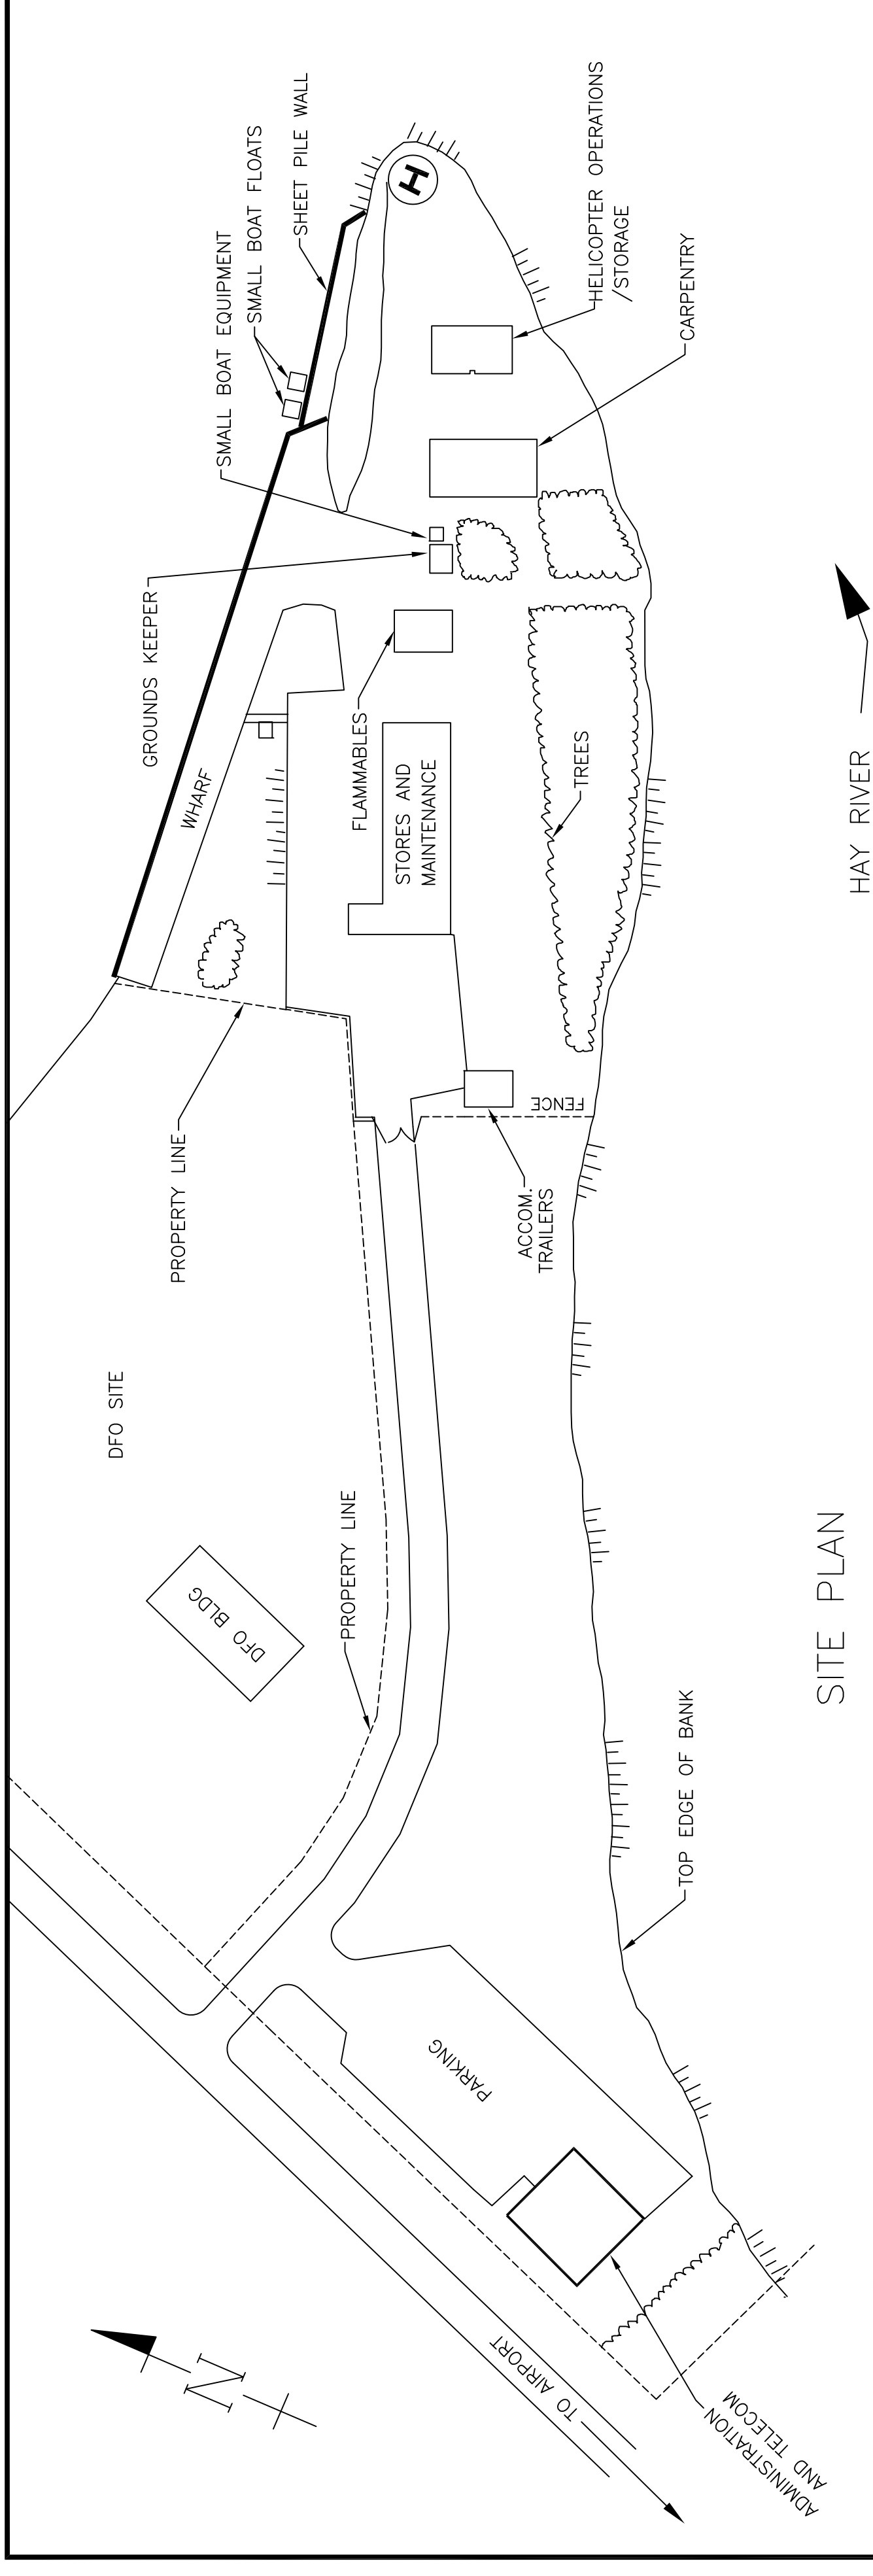 SHEET PILE WALL
SMALL BOAT FLOATS
SMALL BOAT EQUIPMENT
GROUNDS KEEPER
H
HELICOPTER OPERATIONS
/STORAGE
CARPENTRY
WHARF
FLAMMABLES
STORES AND
MAINTENANCE
TREES
HAY RIVER
PROPERTY LINE
FENCE
ACCOM.
TRAILERS
DFO SITE
DFO BLDG
PROPERTY LINE
SITE PLAN
TOP EDGE OF BANK
PARKING
N
TO AIRPORT
ADMINISTRATION
AND TELECOM